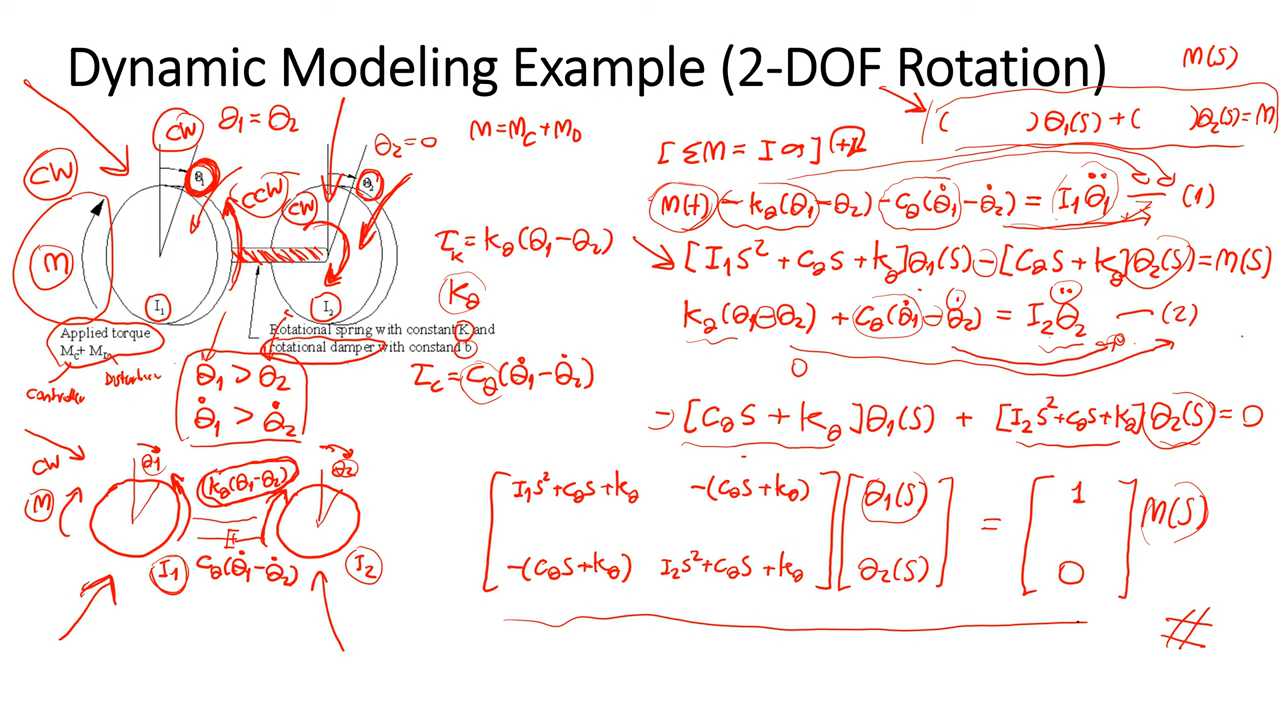 Dynamic Modeling Example (2-DOF Rotation)
M(s)
( )θ1(s) + ( )θ2(s) = M
CW
θ1 = θ2
M = Mc + MD
θ2 = 0
[ΣM = Iα] +
CW
θ1
θ2
CCW
CW
M
M(t) - kθ(θ1 - θ2) - cθ(θ̇1 - θ̇2) = I1θ̈1 — (1)
τk = kθ(θ1 - θ2)
[I1s² + cθs + kθ]θ1(s) - [cθs + kθ]θ2(s) = M(s)
kθ
I1
I2
kθ(θ1 - θ2) + cθ(θ̇1 - θ̇2) = I2θ̈2 — (2)
Applied torque
Mc + MD
Rotational spring with constant K and
rotational damper with constand b
Controller
θ1 > θ2
θ̇1 > θ̇2
τc = cθ(θ̇1 - θ̇2)
0
-[cθs + kθ]θ1(s) + [I2s² + cθs + kθ]θ2(s) = 0
CW
θ1
kθ(θ1 - θ2)
θ2
M
I1
cθ(θ̇1 - θ̇2)
I2
I1s² + cθs + kθ -(cθs + kθ) θ1(s) = 1 M(s)
-(cθs + kθ) I2s² + cθs + kθ θ2(s) 0
#